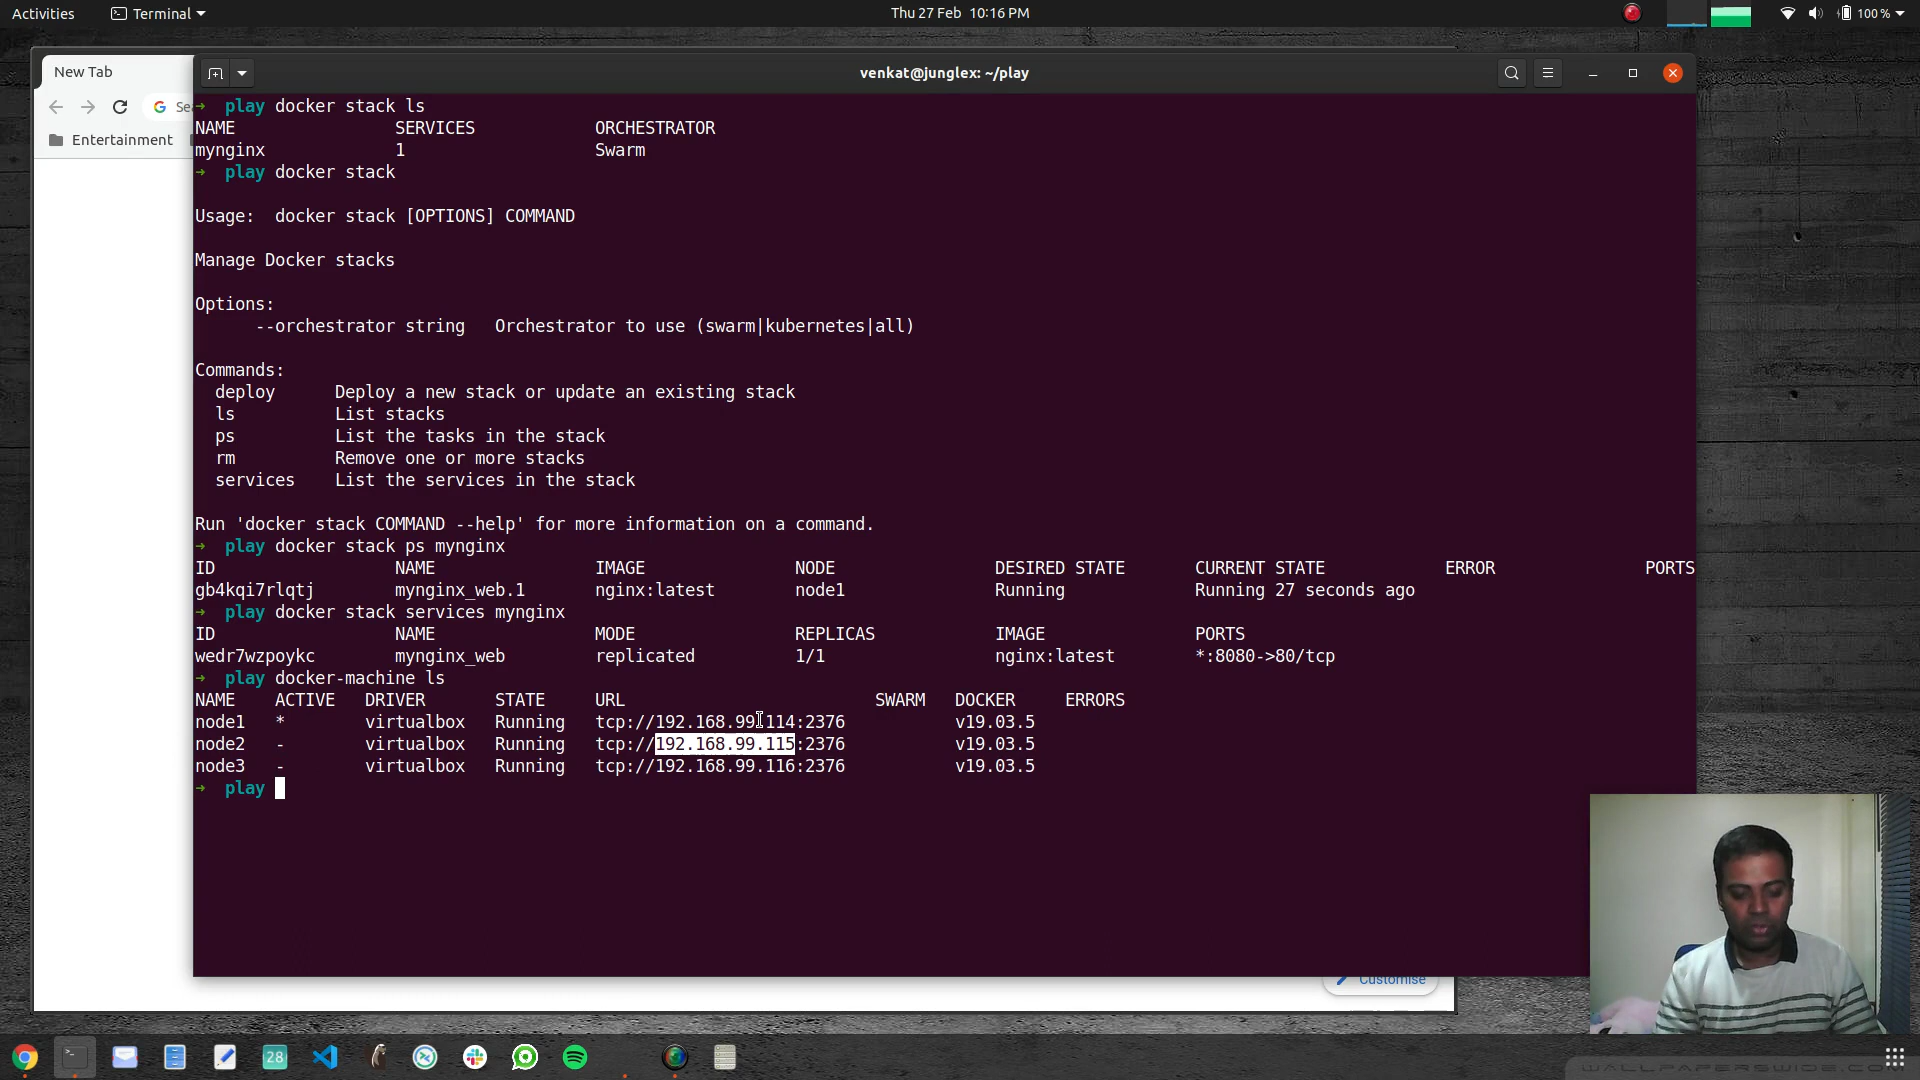 Activities Terminal Thu 27 Feb 10:16 PM 100 %
New Tab
venkat@junglex: ~/play
Sea
Entertainment
➜ play docker stack ls
NAME SERVICES ORCHESTRATOR
mynginx 1 Swarm
➜ play docker stack
Usage: docker stack [OPTIONS] COMMAND
Manage Docker stacks
Options:
--orchestrator string Orchestrator to use (swarm|kubernetes|all)
Commands:
deploy Deploy a new stack or update an existing stack
ls List stacks
ps List the tasks in the stack
rm Remove one or more stacks
services List the services in the stack
Run 'docker stack COMMAND --help' for more information on a command.
➜ play docker stack ps mynginx
ID NAME IMAGE NODE DESIRED STATE CURRENT STATE ERROR PORTS
gb4kqi7rlqtj mynginx_web.1 nginx:latest node1 Running Running 27 seconds ago
➜ play docker stack services mynginx
ID NAME MODE REPLICAS IMAGE PORTS
wedr7wzpoykc mynginx_web replicated 1/1 nginx:latest *:8080->80/tcp
➜ play docker-machine ls
NAME ACTIVE DRIVER STATE URL SWARM DOCKER ERRORS
node1 * virtualbox Running tcp://192.168.99.114:2376 v19.03.5
node2 - virtualbox Running tcp://192.168.99.115:2376 v19.03.5
node3 - virtualbox Running tcp://192.168.99.116:2376 v19.03.5
➜ play
Customise
28
WALLPAPERSWIDE.COM